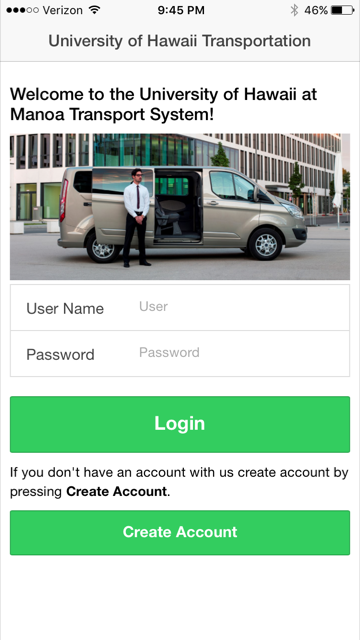 Verizon 9:45 PM 46%
University of Hawaii Transportation
Welcome to the University of Hawaii at
Manoa Transport System!
User Name User
Password Password
Login
If you don't have an account with us create account by
pressing Create Account.
Create Account